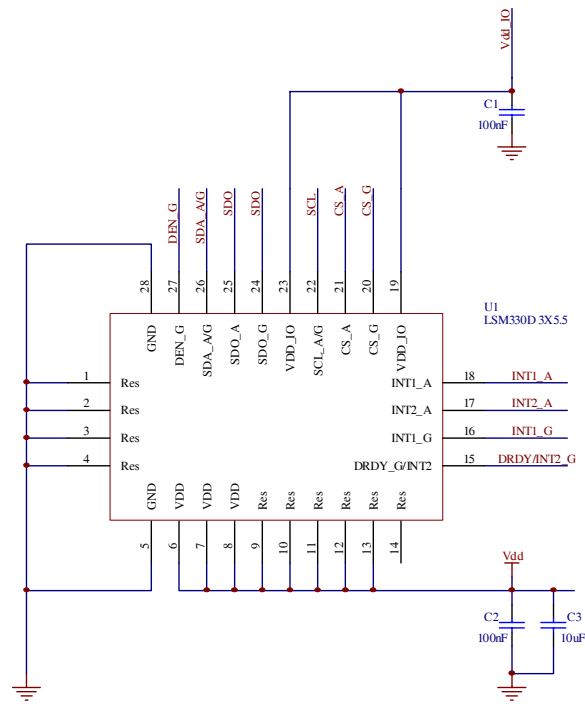 Vdd_IO
C1
100nF
DEN_G
SDA_A/G
SDO
SDO
SCL
CS_A
CS_G
28
27
26
25
24
23
22
21
20
19
GND
DEN_G
SDA_A/G
SDO_A
SDO_G
VDD_IO
SCL_A/G
CS_A
CS_G
VDD_IO
U1
LSM330D 3X5.5
1 Res
2 Res
3 Res
4 Res
INT1_A 18 INT1_A
INT2_A 17 INT2_A
INT1_G 16 INT1_G
DRDY_G/INT2 15 DRDY/INT2_G
GND
VDD
VDD
VDD
Res
Res
Res
Res
Res
Res
5
6
7
8
9
10
11
12
13
14
Vdd
C2
100nF
C3
10uF